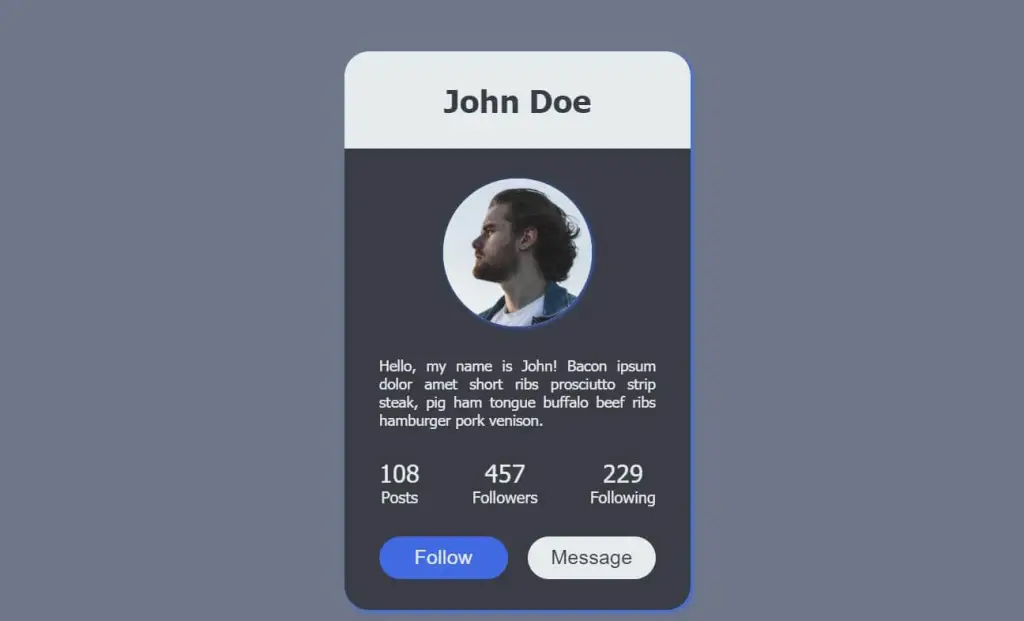 John Doe
Hello, my name is John! Bacon ipsum
dolor amet short ribs prosciutto strip
steak, pig ham tongue buffalo beef ribs
hamburger pork venison.
108 457 229
Posts Followers Following
Follow Message